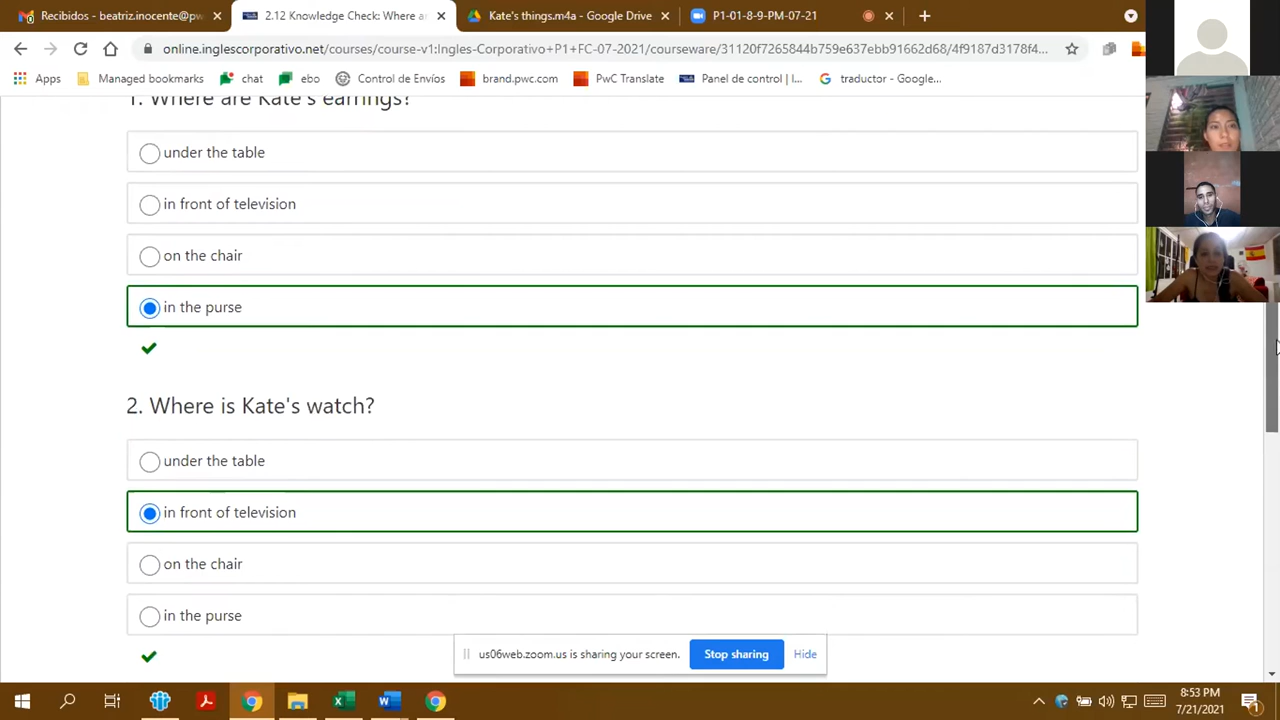 Recibidos - beatriz.inocente@pw
2.12 Knowledge Check: Where ar
Kate's things.m4a - Google Drive
P1-01-8-9-PM-07-21
online.inglescorporativo.net/courses/course-v1:Ingles-Corporativo+P1+FC-07-2021/courseware/31120f7265844b759e637ebb91662d68/4f9187d3178f4...
Apps
Managed bookmarks
chat
ebo
Control de Envíos
brand.pwc.com
PwC Translate
Panel de control | I...
traductor - Google...
1. Where are Kate's earrings?
under the table
in front of television
on the chair
in the purse
2. Where is Kate's watch?
under the table
in front of television
on the chair
in the purse
us06web.zoom.us is sharing your screen.
Stop sharing
Hide
8:53 PM
7/21/2021
1